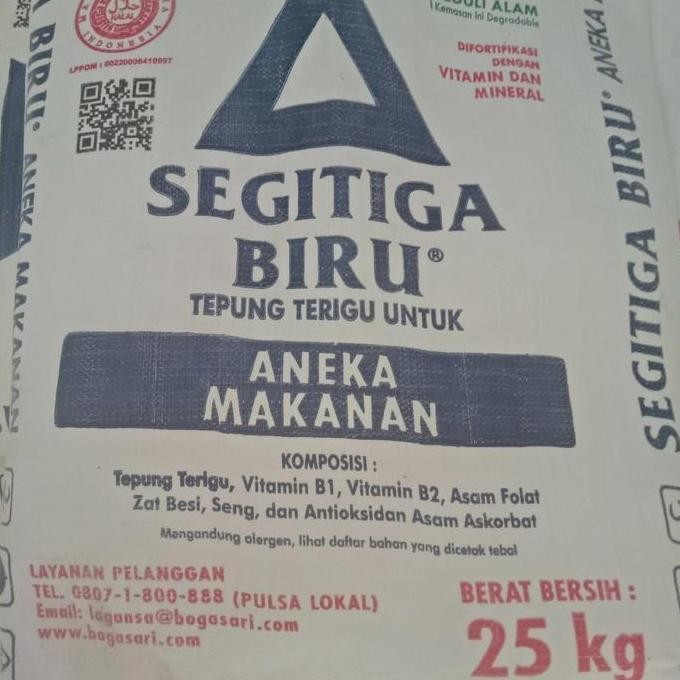 HALAL
INDONESIA
LPPOM : 00220006410997
DULI ALAM
Kemasan Ini Degradable
DIFORTIFIKASI
DENGAN
VITAMIN DAN
MINERAL
SEGITIGA
BIRU®
TEPUNG TERIGU UNTUK
ANEKA
MAKANAN
KOMPOSISI :
Tepung Terigu, Vitamin B1, Vitamin B2, Asam Folat
Zat Besi, Seng, dan Antioksidan Asam Askorbat
Mengandung alergen, lihat daftar bahan yang dicetak tebal
LAYANAN PELANGGAN
TEL. 0807-1-800-888 (PULSA LOKAL)
Email: lagansa@bogasari.com
www.bogasari.com
BERAT BERSIH :
25 kg
BIRU® ANEKA MAKANAN
SEGITIGA BIRU® ANEKA